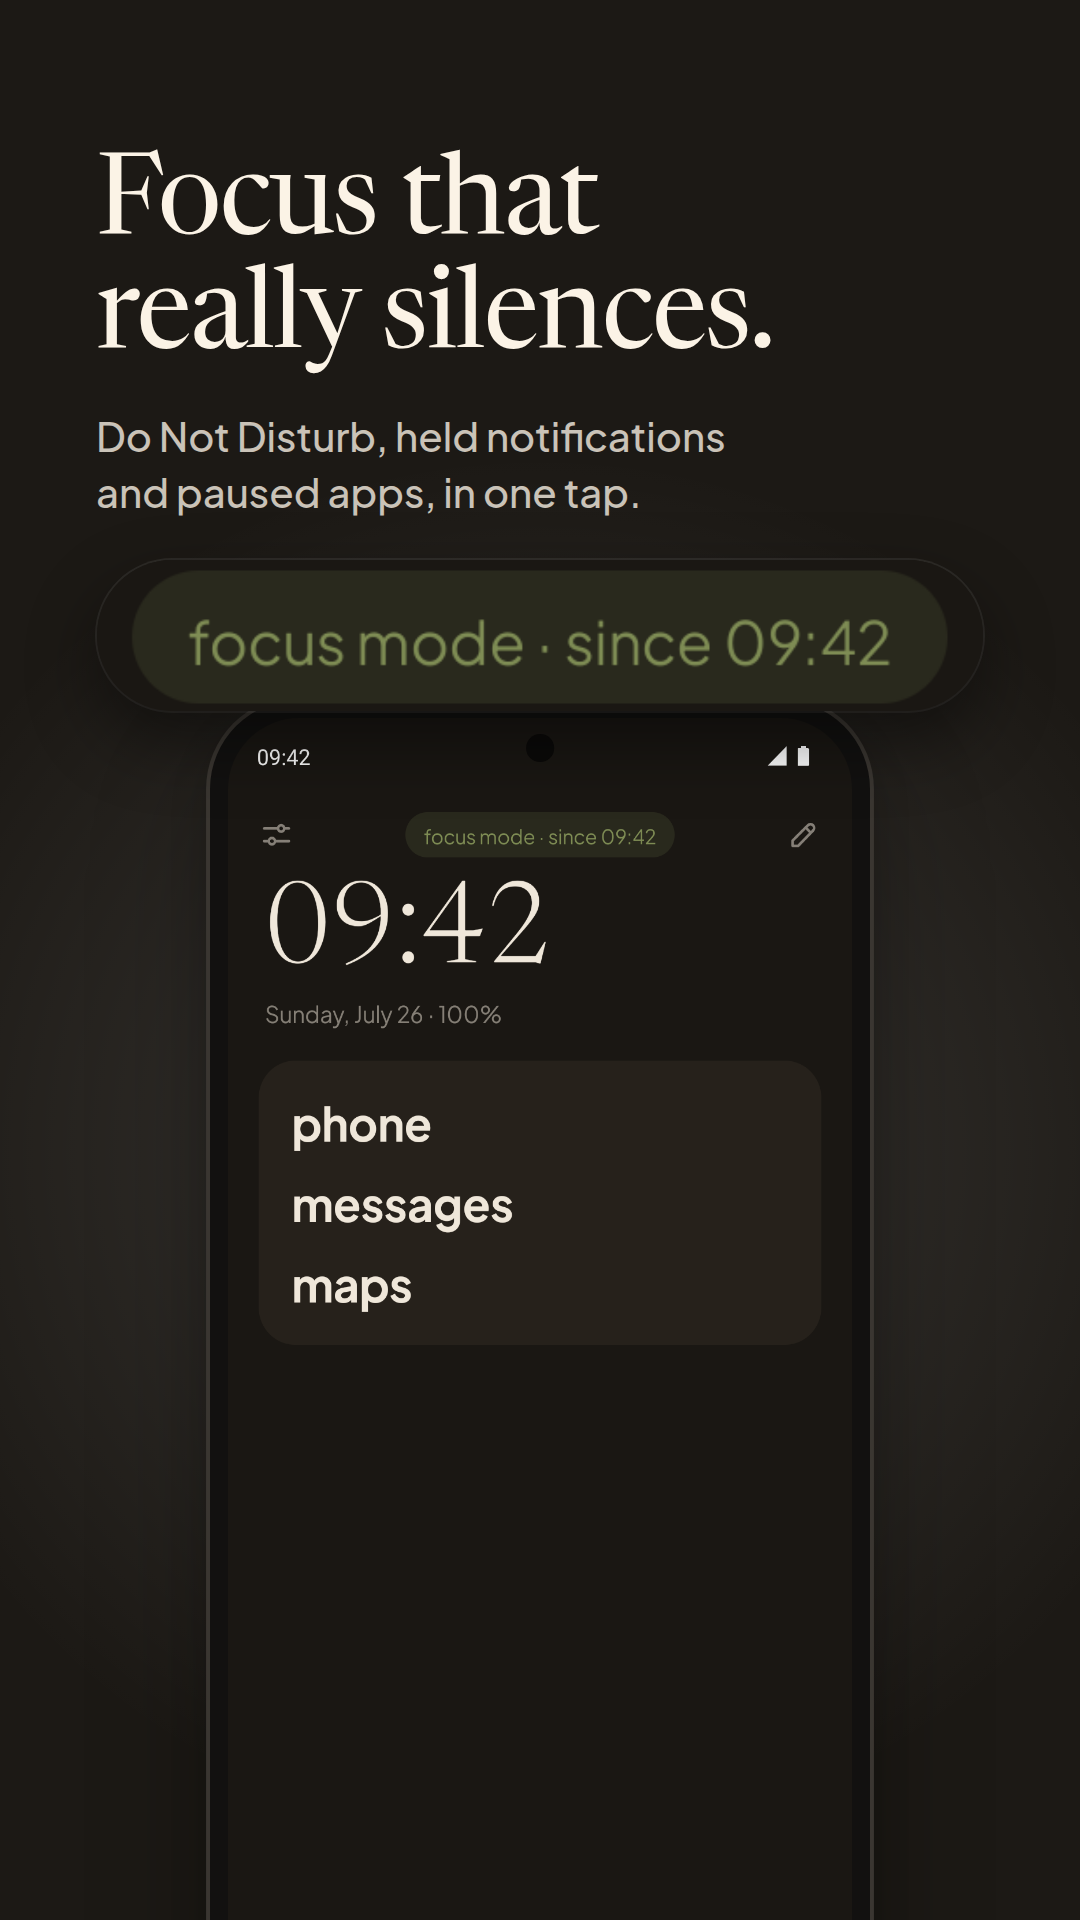 Focus that
really silences.
Do Not Disturb, held notifications
and paused apps, in one tap.
focus mode · since 09:42
09:42
focus mode · since 09:42
09:42
Sunday, July 26 · 100%
phone
messages
maps